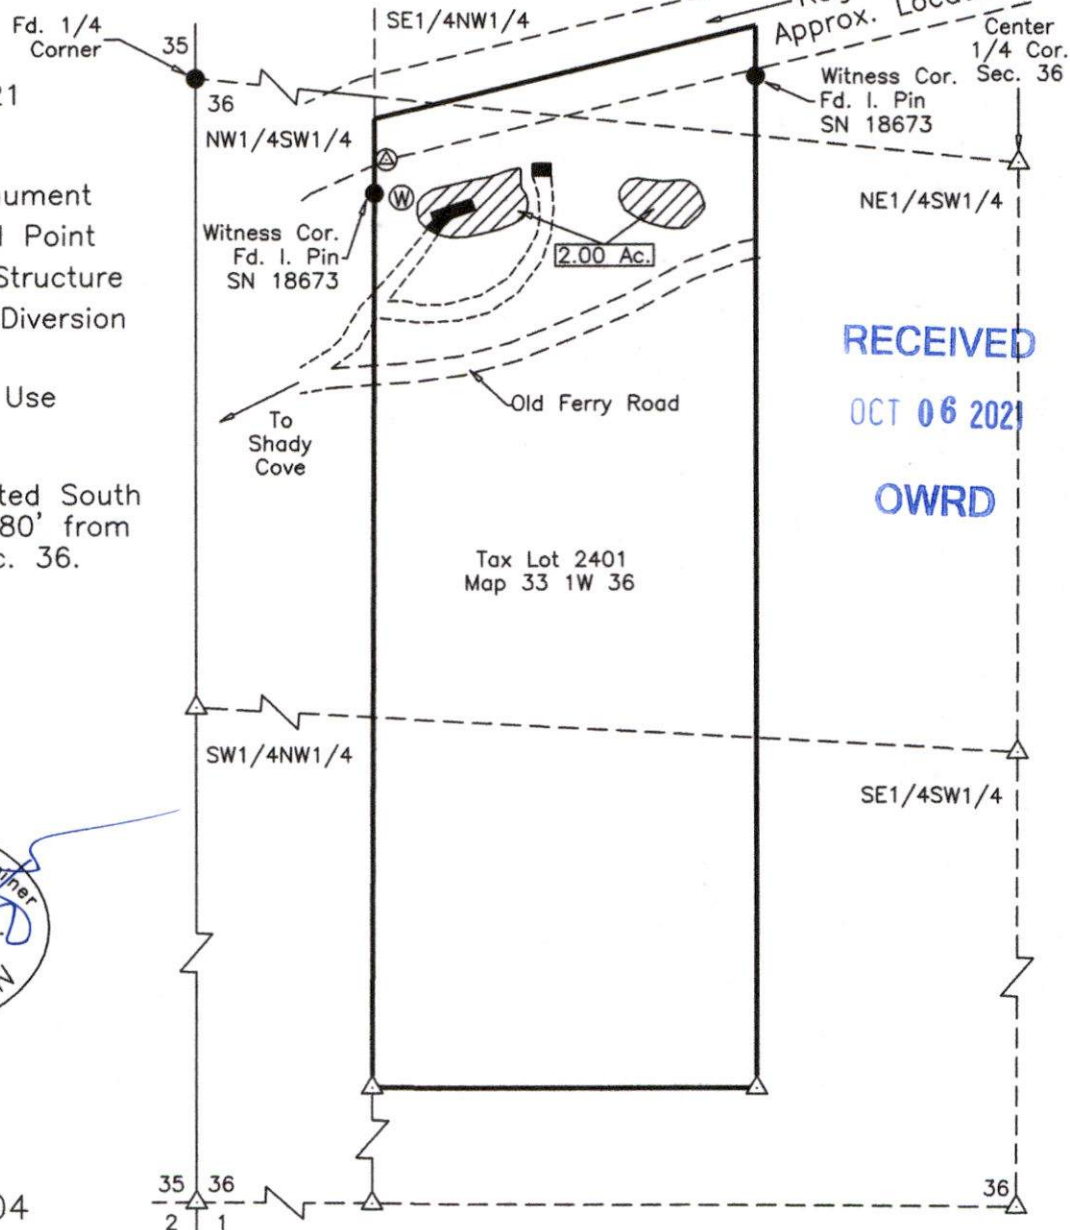 Fd. 1/4
Corner
35
36
SE1/4NW1/4
Approx.
Center
1/4 Cor.
Sec. 36
Witness Cor.
Fd. I. Pin
SN 18673
21
NW1/4SW1/4
NE1/4SW1/4
W
Witness Cor.
Fd. I. Pin
SN 18673
2.00 Ac.
Point
Structure
Diversion
Use
Old Ferry Road
To
Shady
Cove
RECEIVED
OCT 06 2021
OWRD
South
80' from
36.
Tax Lot 2401
Map 33 1W 36
SW1/4NW1/4
SE1/4SW1/4
04
35 36
2 1
36